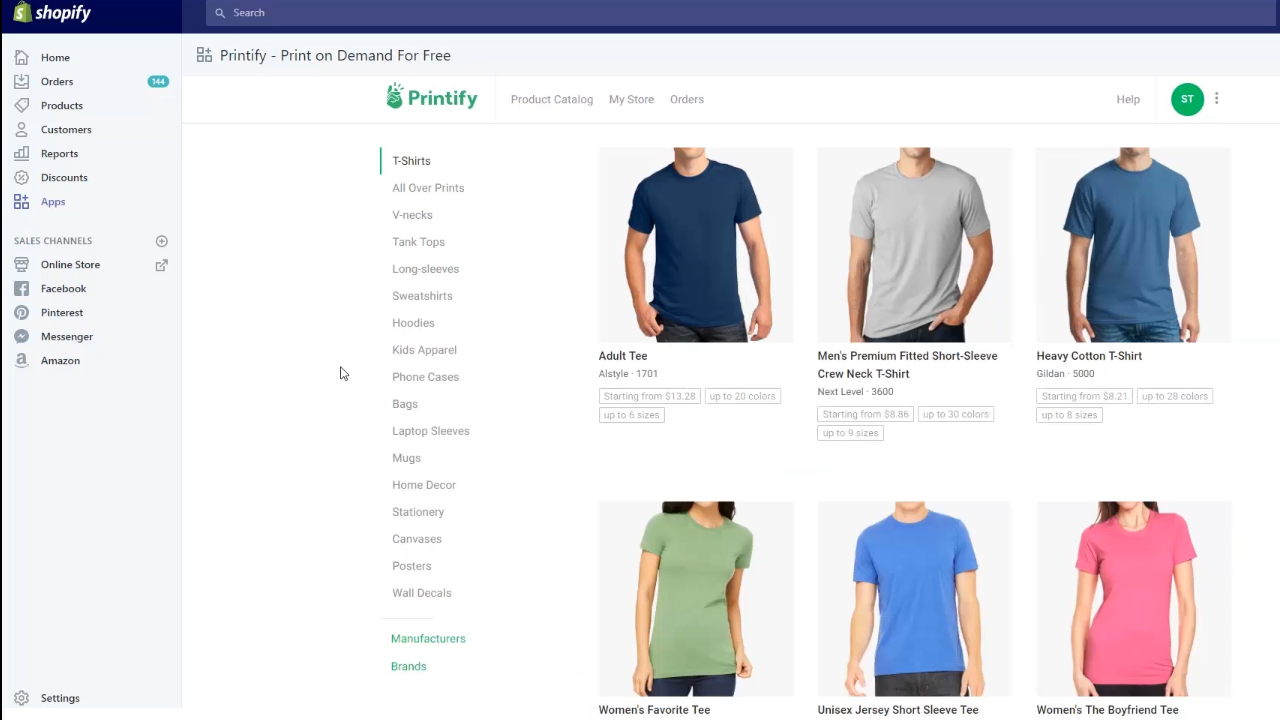 shopify
Search
Home
Orders
144
Products
Customers
Reports
Discounts
Apps
SALES CHANNELS
Online Store
Facebook
Pinterest
Messenger
Amazon
Settings
Printify - Print on Demand For Free
Printify
Product Catalog
My Store
Orders
Help
ST
T-Shirts
All Over Prints
V-necks
Tank Tops
Long-sleeves
Sweatshirts
Hoodies
Kids Apparel
Phone Cases
Bags
Laptop Sleeves
Mugs
Home Decor
Stationery
Canvases
Posters
Wall Decals
Manufacturers
Brands
Adult Tee
Alstyle · 1701
Starting from $13.28
up to 20 colors
up to 6 sizes
Men's Premium Fitted Short-Sleeve
Crew Neck T-Shirt
Next Level · 3600
Starting from $8.86
up to 30 colors
up to 9 sizes
Heavy Cotton T-Shirt
Gildan · 5000
Starting from $8.21
up to 28 colors
up to 8 sizes
Women's Favorite Tee
Unisex Jersey Short Sleeve Tee
Women's The Boyfriend Tee